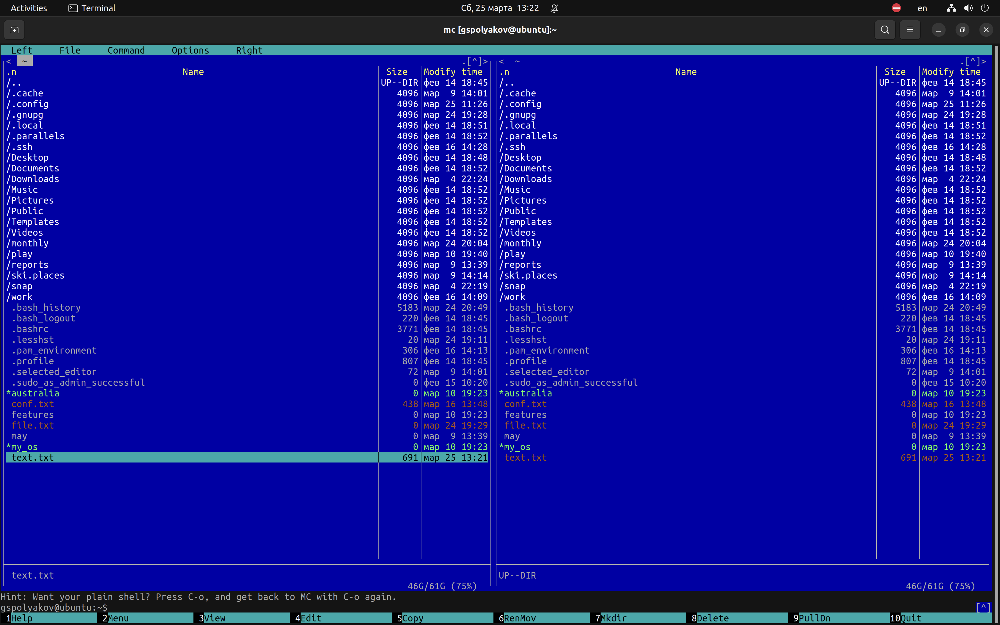 Activities Terminal Сб, 25 марта 13:22 en
mc [gspolyakov@ubuntu]:~
Left File Command Options Right
<─ ~ .[^]> <─ ~ .[^]>
.n Name Size Modify time .n Name Size Modify time
/.. UP--DIR фев 14 18:45 /.. UP--DIR фев 14 18:45
/.cache 4096 мар 9 14:01 /.cache 4096 мар 9 14:01
/.config 4096 мар 25 11:26 /.config 4096 мар 25 11:26
/.gnupg 4096 мар 24 19:28 /.gnupg 4096 мар 24 19:28
/.local 4096 фев 14 18:51 /.local 4096 фев 14 18:51
/.parallels 4096 фев 14 18:52 /.parallels 4096 фев 14 18:52
/.ssh 4096 фев 16 14:28 /.ssh 4096 фев 16 14:28
/Desktop 4096 фев 14 18:48 /Desktop 4096 фев 14 18:48
/Documents 4096 фев 14 18:52 /Documents 4096 фев 14 18:52
/Downloads 4096 мар 4 22:24 /Downloads 4096 мар 4 22:24
/Music 4096 фев 14 18:52 /Music 4096 фев 14 18:52
/Pictures 4096 фев 14 18:52 /Pictures 4096 фев 14 18:52
/Public 4096 фев 14 18:52 /Public 4096 фев 14 18:52
/Templates 4096 фев 14 18:52 /Templates 4096 фев 14 18:52
/Videos 4096 фев 14 18:52 /Videos 4096 фев 14 18:52
/monthly 4096 мар 24 20:04 /monthly 4096 мар 24 20:04
/play 4096 мар 10 19:40 /play 4096 мар 10 19:40
/reports 4096 мар 9 13:39 /reports 4096 мар 9 13:39
/ski.places 4096 мар 9 14:14 /ski.places 4096 мар 9 14:14
/snap 4096 мар 4 22:19 /snap 4096 мар 4 22:19
/work 4096 фев 16 14:09 /work 4096 фев 16 14:09
.bash_history 5183 мар 24 20:49 .bash_history 5183 мар 24 20:49
.bash_logout 220 фев 14 18:45 .bash_logout 220 фев 14 18:45
.bashrc 3771 фев 14 18:45 .bashrc 3771 фев 14 18:45
.lesshst 20 мар 24 19:11 .lesshst 20 мар 24 19:11
.pam_environment 306 фев 16 14:13 .pam_environment 306 фев 16 14:13
.profile 807 фев 14 18:45 .profile 807 фев 14 18:45
.selected_editor 72 мар 9 14:01 .selected_editor 72 мар 9 14:01
.sudo_as_admin_successful 0 фев 15 10:20 .sudo_as_admin_successful 0 фев 15 10:20
*australia 0 мар 10 19:23 *australia 0 мар 10 19:23
conf.txt 438 мар 16 13:48 conf.txt 438 мар 16 13:48
features 0 мар 10 19:23 features 0 мар 10 19:23
file.txt 0 мар 24 19:29 file.txt 0 мар 24 19:29
may 0 мар 9 13:39 may 0 мар 9 13:39
*my_os 0 мар 10 19:23 *my_os 0 мар 10 19:23
text.txt 691 мар 25 13:21 text.txt 691 мар 25 13:21
text.txt UP--DIR
46G/61G (75%) 46G/61G (75%)
Hint: Want your plain shell? Press C-o, and get back to MC with C-o again.
gspolyakov@ubuntu:~$ [^]
1Help 2Menu 3View 4Edit 5Copy 6RenMov 7Mkdir 8Delete 9PullDn 10Quit